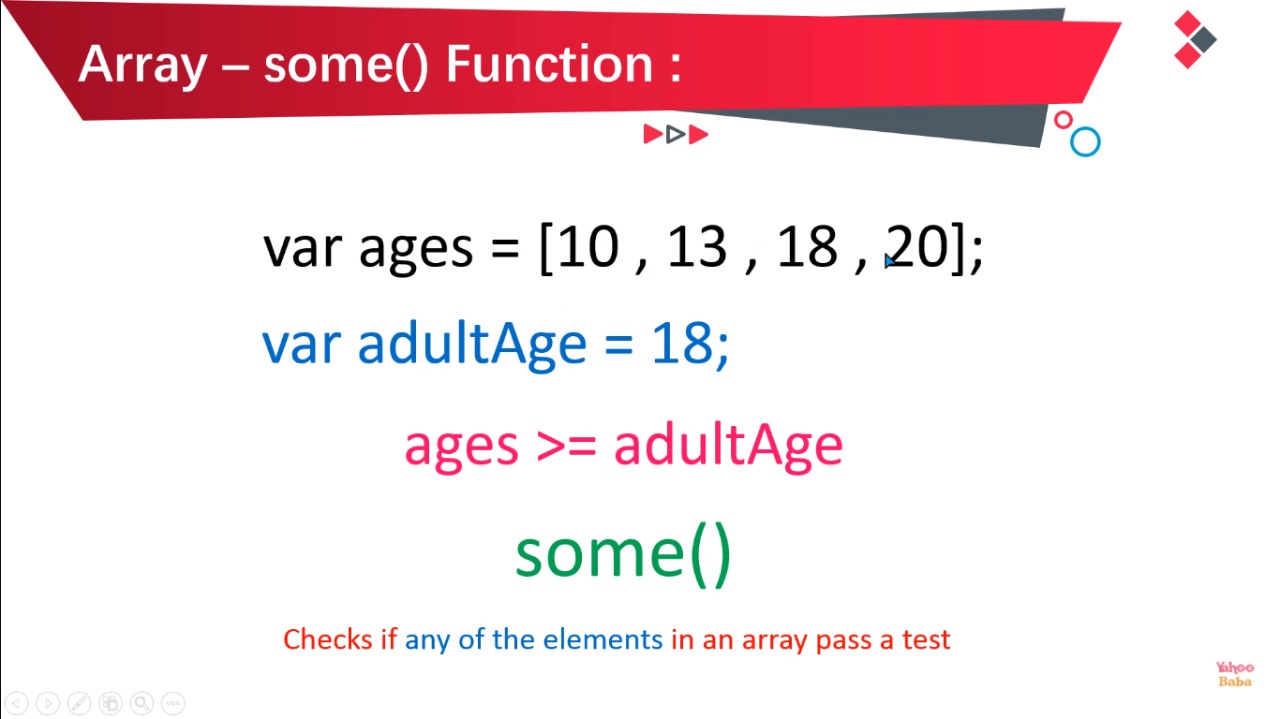 Array – some() Function :
var ages = [10 , 13 , 18 , 20];
var adultAge = 18;
ages >= adultAge
some()
Checks if any of the elements in an array pass a test
Yahoo
Baba